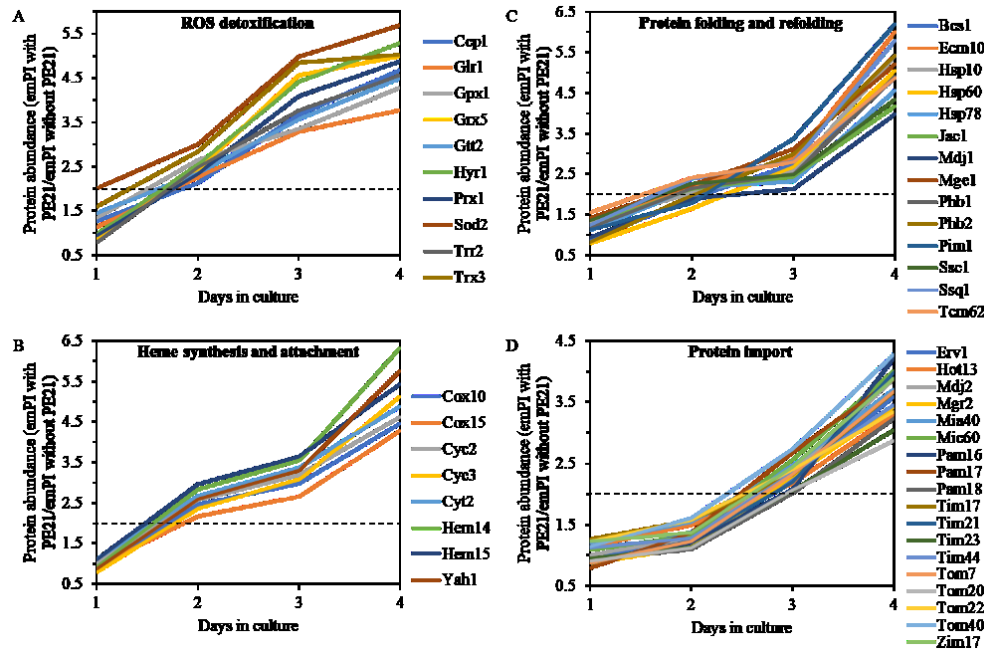 A
ROS detoxification
Protein abundance (emPI with
PE21/emPI without PE21)
5.5
4.5
3.5
2.5
1.5
0.5
1 2 3 4
Days in culture
Ccp1
Glr1
Gpx1
Grx5
Gtt2
Hyr1
Prx1
Sod2
Trr2
Trx3
C
Protein folding and refolding
Protein abundance (emPI with
PE21/emPI without PE21)
6.5
5.5
4.5
3.5
2.5
1.5
0.5
1 2 3 4
Days in culture
Bcs1
Ecm10
Hsp10
Hsp60
Hsp78
Jac1
Mdj1
Mge1
Phb1
Phb2
Pim1
Ssc1
Ssq1
Tcm62
B
Heme synthesis and attachment
Protein abundance (emPI with
PE21/emPI without PE21)
6.5
5.5
4.5
3.5
2.5
1.5
0.5
1 2 3 4
Days in culture
Cox10
Cox15
Cyc2
Cyc3
Cyt2
Hem14
Hem15
Yah1
D
Protein import
Protein abundance (emPI with
PE21/emPI without PE21)
4.5
3.5
2.5
1.5
0.5
1 2 3 4
Days in culture
Erv1
Hot13
Mdj2
Mgr2
Mia40
Mic60
Pam16
Pam17
Pam18
Tim17
Tim21
Tim23
Tim44
Tom7
Tom20
Tom22
Tom40
Zim17